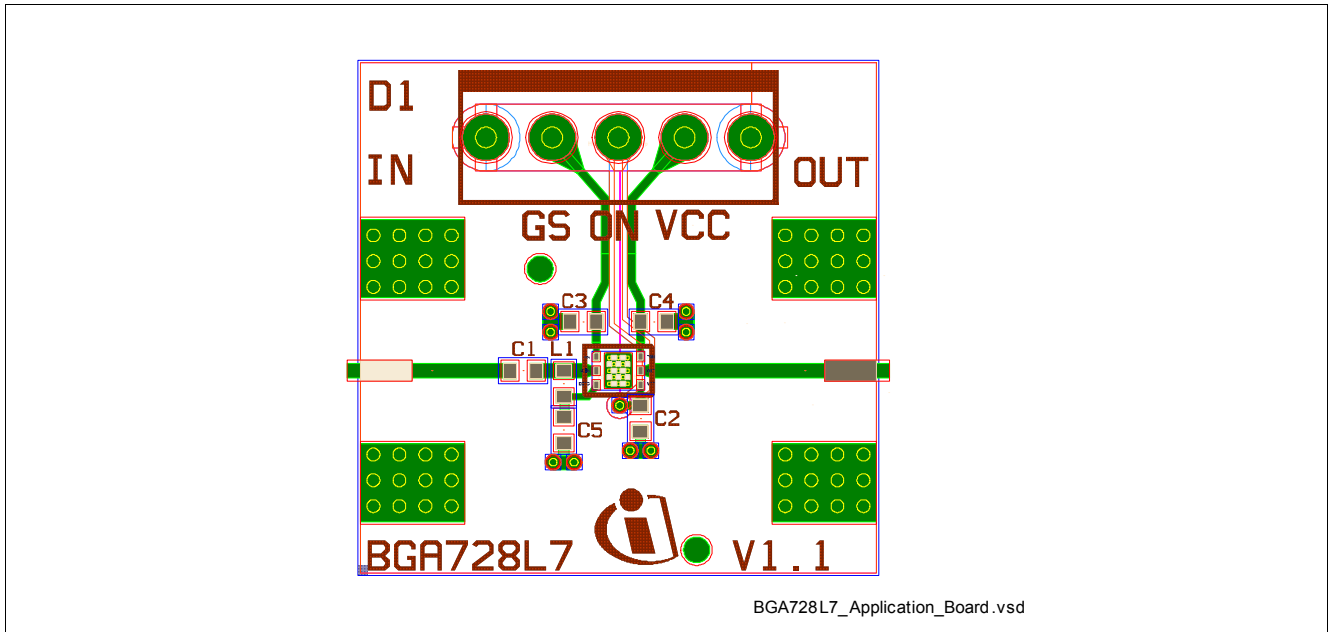 D1
IN
OUT
GS ON VCC
C3
C4
C1
L1
C2
C5
BGA728L7
V1.1
BGA728L7_Application_Board.vsd